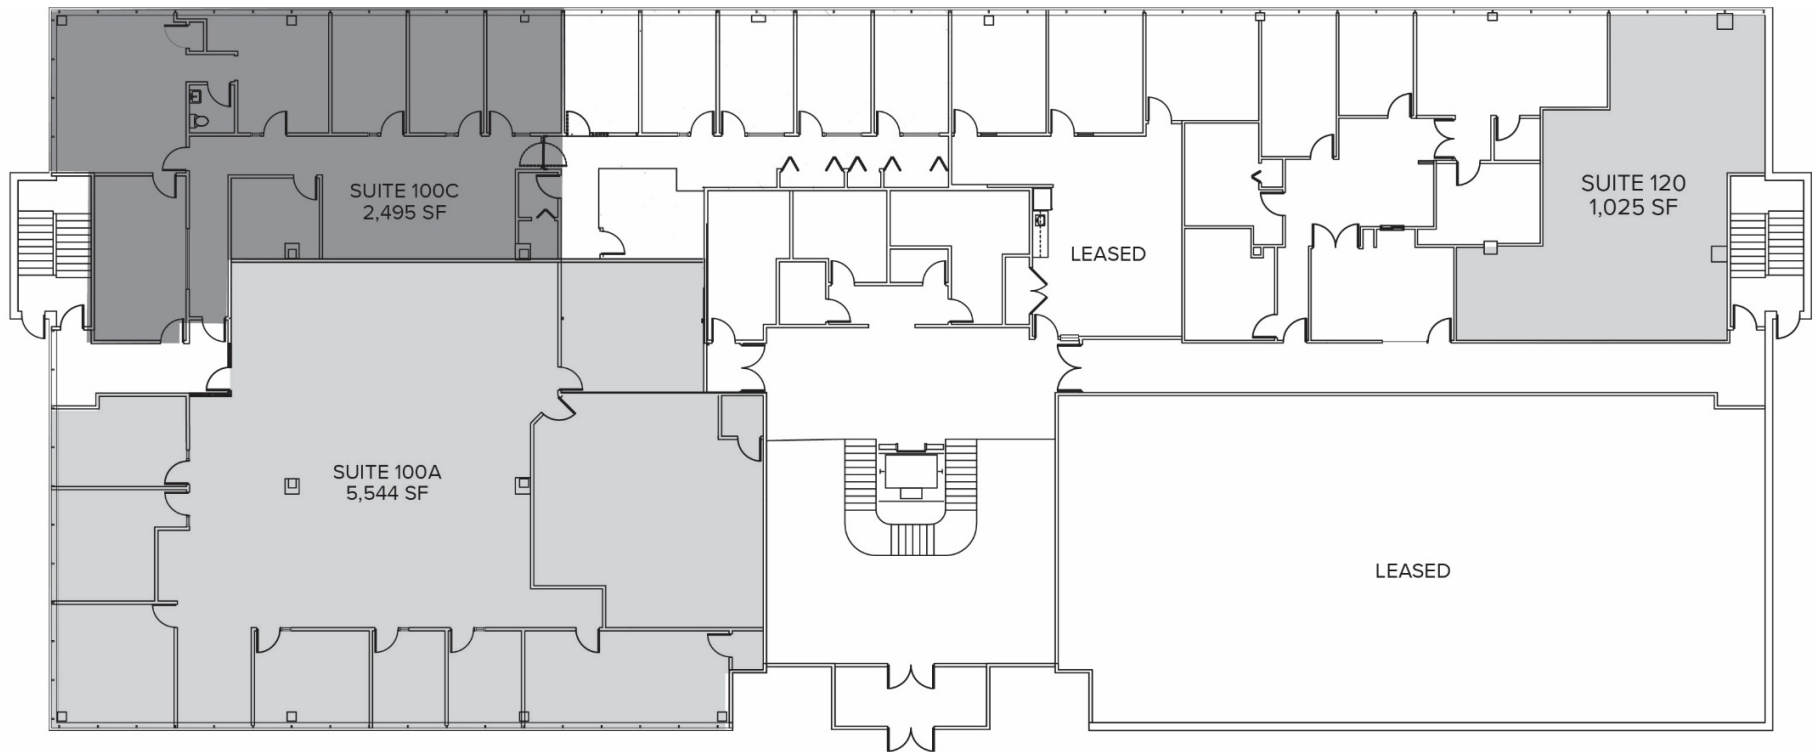 SUITE 100C
2,495 SF
SUITE 120
1,025 SF
LEASED
SUITE 100A
5,544 SF
LEASED